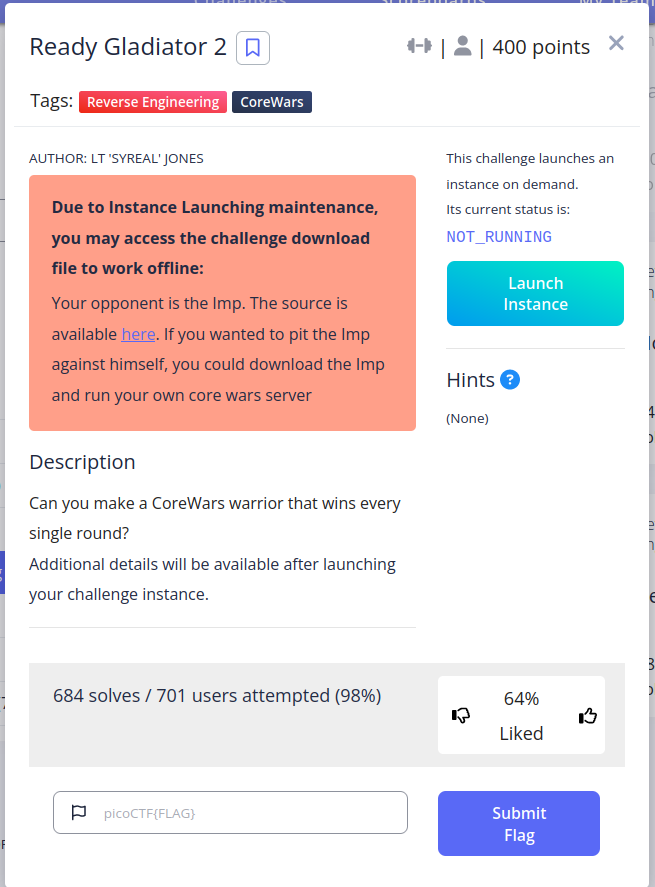 Ready Gladiator 2
| | 400 points
Tags: Reverse Engineering CoreWars
AUTHOR: LT 'SYREAL' JONES
Due to Instance Launching maintenance,
you may access the challenge download
file to work offline:
Your opponent is the Imp. The source is
available here. If you wanted to pit the Imp
against himself, you could download the Imp
and run your own core wars server
Description
Can you make a CoreWars warrior that wins every
single round?
Additional details will be available after launching
your challenge instance.
This challenge launches an
instance on demand.
Its current status is:
NOT_RUNNING
Launch
Instance
Hints ?
(None)
684 solves / 701 users attempted (98%)
64%
Liked
picoCTF{FLAG}
Submit
Flag